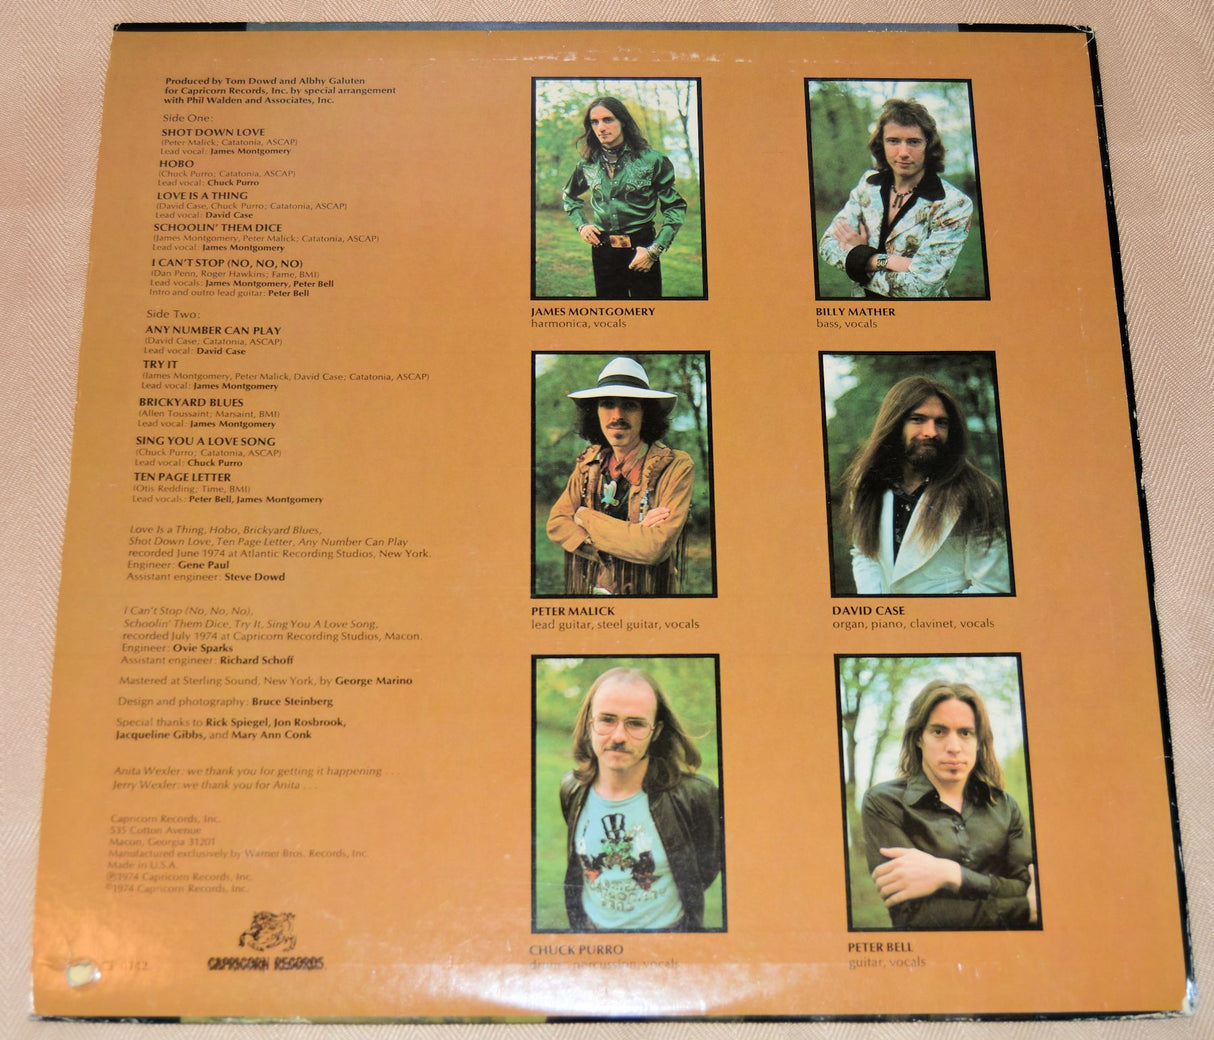 Produced by Tom Dowd and Albhy Galuten
for Capricorn Records, Inc. by special arrangement
with Phil Walden and Associates, Inc.
Side One:
SHOT DOWN LOVE
(Peter Malick; Catatonia, ASCAP)
Lead vocal: James Montgomery
HOBO
(Chuck Purro; Catatonia, ASCAP)
Lead vocal: Chuck Purro
LOVE IS A THING
(David Case, Chuck Purro; Catatonia, ASCAP)
Lead vocal: David Case
SCHOOLIN' THEM DICE
(James Montgomery, Peter Malick; Catatonia, ASCAP)
Lead vocal: James Montgomery
I CAN'T STOP (NO, NO, NO)
(Dan Penn, Roger Hawkins; Fame, BMI)
Lead vocals: James Montgomery, Peter Bell
Intro and outro lead guitar: Peter Bell
Side Two:
ANY NUMBER CAN PLAY
(David Case; Catatonia, ASCAP)
Lead vocal: David Case
TRY IT
(James Montgomery, Peter Malick, David Case; Catatonia, ASCAP)
Lead vocal: James Montgomery
BRICKYARD BLUES
(Allen Toussaint; Marsaint, BMI)
Lead vocal: James Montgomery
SING YOU A LOVE SONG
(Chuck Purro; Catatonia, ASCAP)
Lead vocal: Chuck Purro
TEN PAGE LETTER
(Otis Redding; Time, BMI)
Lead vocals: Peter Bell, James Montgomery
Love Is a Thing, Hobo, Brickyard Blues,
Shot Down Love, Ten Page Letter, Any Number Can Play
recorded June 1974 at Atlantic Recording Studios, New York.
Engineer: Gene Paul
Assistant engineer: Steve Dowd
I Can't Stop (No, No, No),
Schoolin' Them Dice, Try It, Sing You A Love Song,
recorded July 1974 at Capricorn Recording Studios, Macon.
Engineer: Ovie Sparks
Assistant engineer: Richard Schoff
Mastered at Sterling Sound, New York, by George Marino
Design and photography: Bruce Steinberg
Special thanks to Rick Spiegel, Jon Rosbrook,
Jacqueline Gibbs, and Mary Ann Conk
Anita Wexler: we thank you for getting it happening . . .
Jerry Wexler: we thank you for Anita . . .
Capricorn Records, Inc.
535 Cotton Avenue
Macon, Georgia 31201
Manufactured exclusively by Warner Bros. Records, Inc.
Made in U.S.A.
℗1974 Capricorn Records, Inc.
©1974 Capricorn Records, Inc.
CAPRICORN RECORDS
JAMES MONTGOMERY
harmonica, vocals
BILLY MATHER
bass, vocals
PETER MALICK
lead guitar, steel guitar, vocals
DAVID CASE
organ, piano, clavinet, vocals
CHUCK PURRO
drums, percussion, vocals
PETER BELL
guitar, vocals